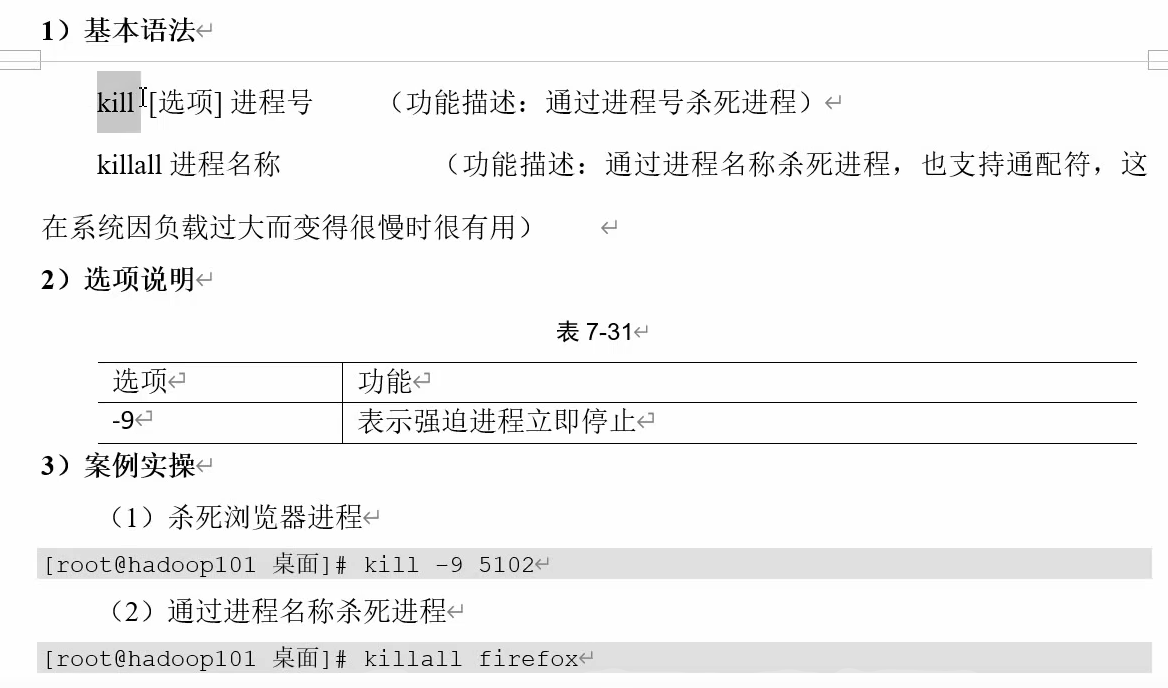 1）基本语法
kill [选项] 进程号 （功能描述：通过进程号杀死进程）
killall 进程名称 （功能描述：通过进程名称杀死进程，也支持通配符，这
在系统因负载过大而变得很慢时很有用）
2）选项说明
表 7-31
选项 功能
-9 表示强迫进程立即停止
3）案例实操
（1）杀死浏览器进程
[root@hadoop101 桌面]# kill -9 5102
（2）通过进程名称杀死进程
[root@hadoop101 桌面]# killall firefox